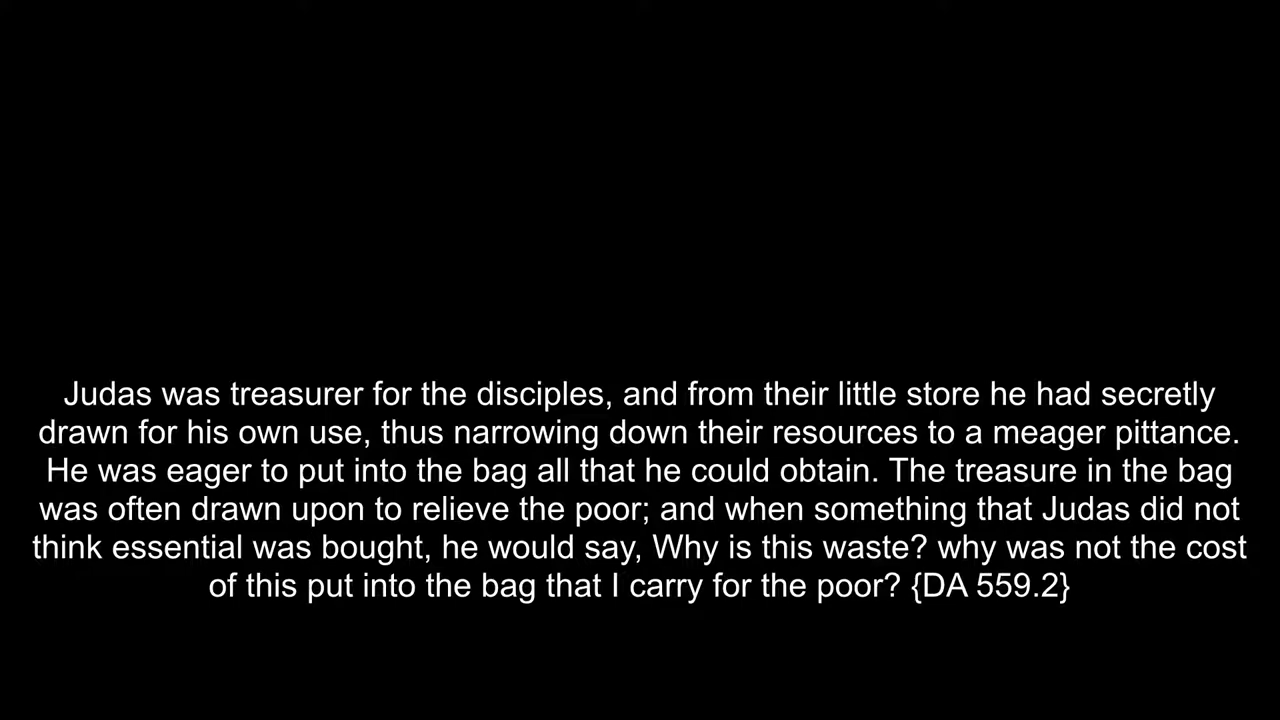 Judas was treasurer for the disciples, and from their little store he had secretly
drawn for his own use, thus narrowing down their resources to a meager pittance.
He was eager to put into the bag all that he could obtain. The treasure in the bag
was often drawn upon to relieve the poor; and when something that Judas did not
think essential was bought, he would say, Why is this waste? why was not the cost
of this put into the bag that I carry for the poor? {DA 559.2}